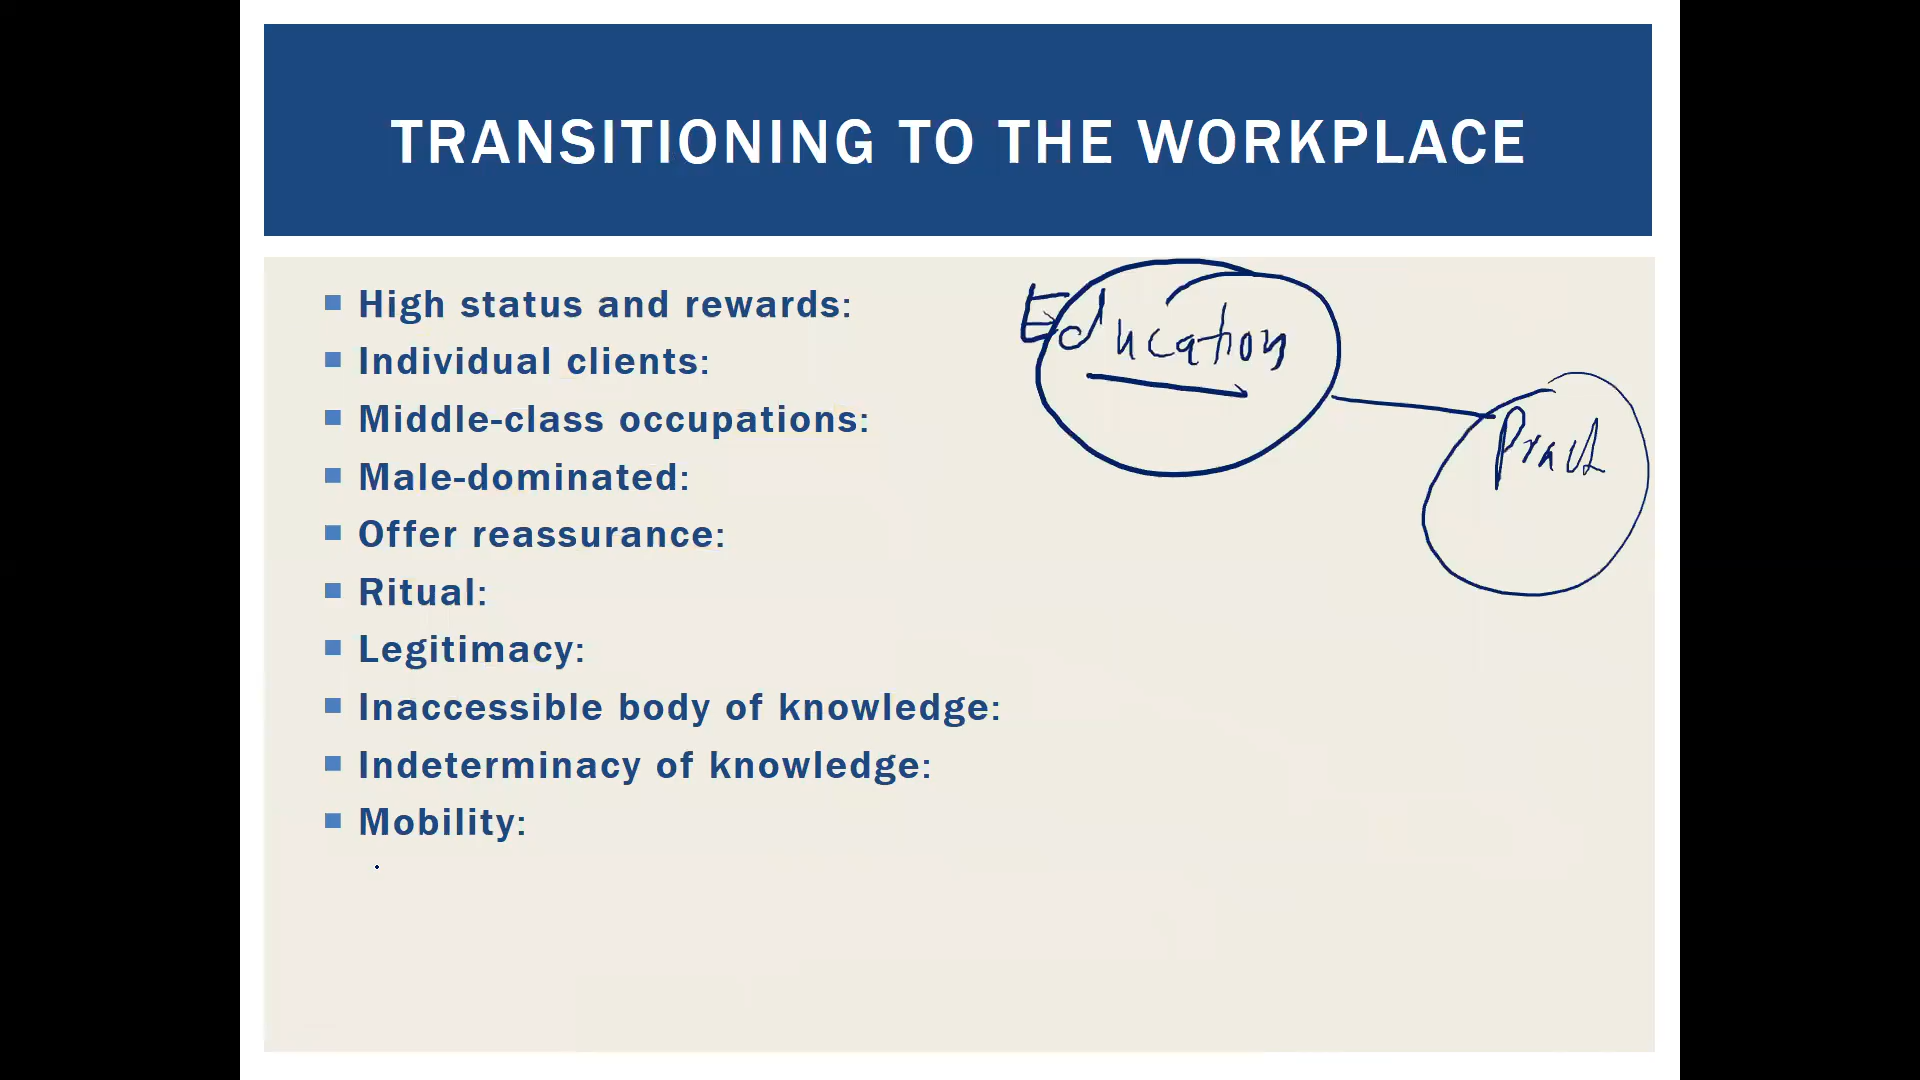 TRANSITIONING TO THE WORKPLACE
High status and rewards:
Individual clients:
Middle-class occupations:
Male-dominated:
Offer reassurance:
Ritual:
Legitimacy:
Inaccessible body of knowledge:
Indeterminacy of knowledge:
Mobility:
Education